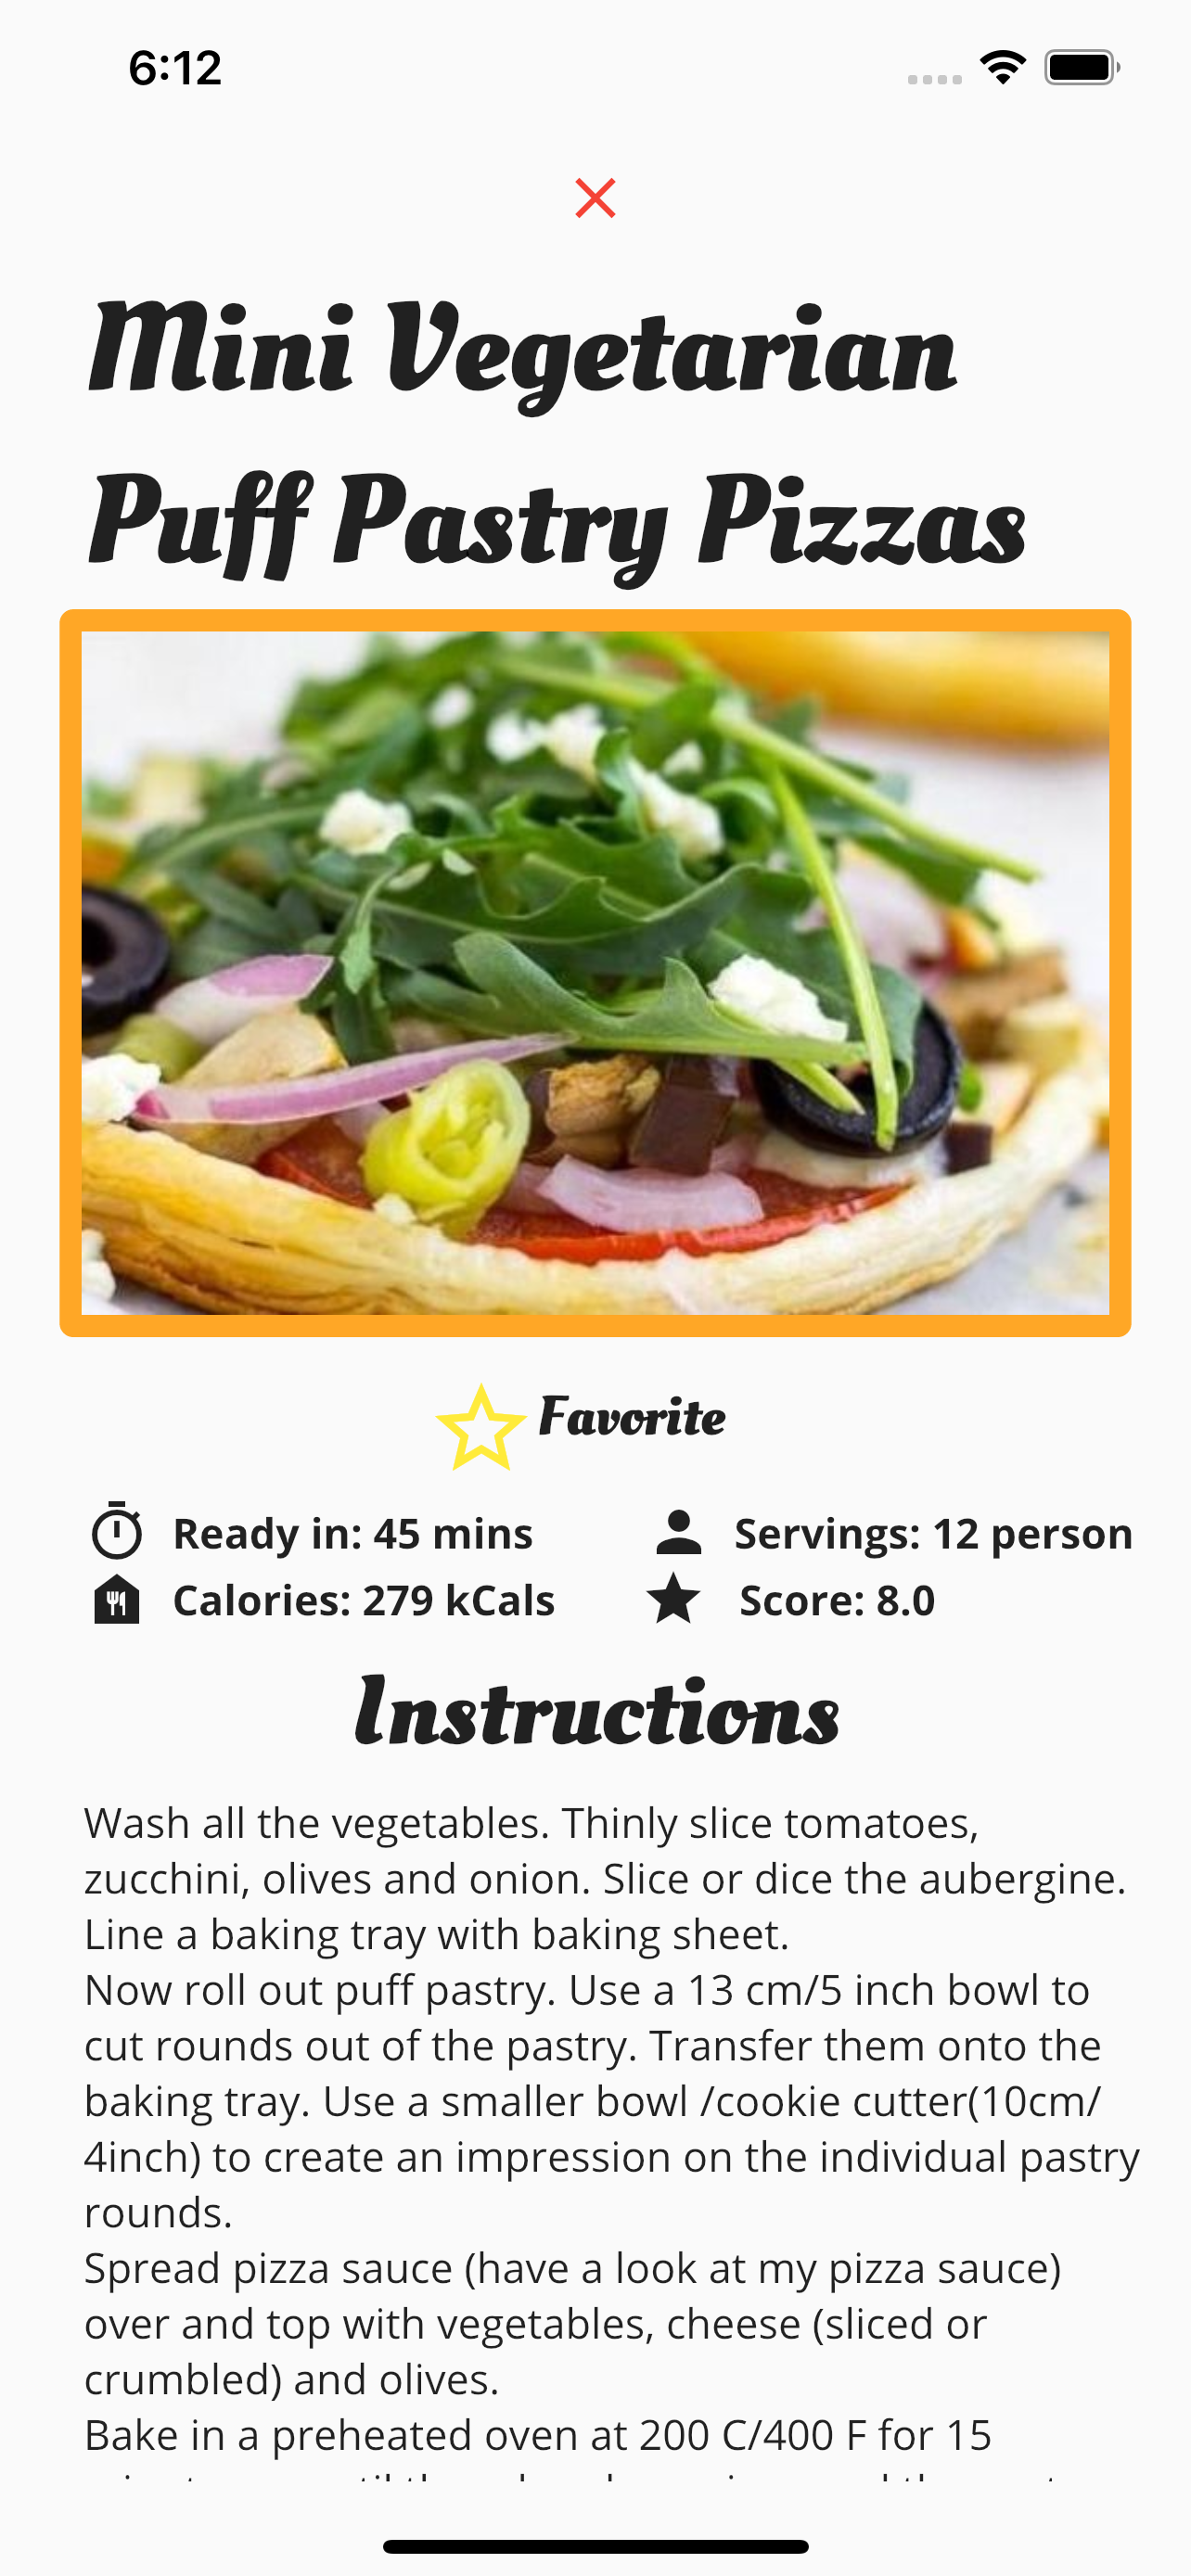 6:12
Mini Vegetarian
Puff Pastry Pizzas
Favorite
Ready in: 45 mins
Servings: 12 person
Calories: 279 kCals
Score: 8.0
Instructions
Wash all the vegetables. Thinly slice tomatoes,
zucchini, olives and onion. Slice or dice the aubergine.
Line a baking tray with baking sheet.
Now roll out puff pastry. Use a 13 cm/5 inch bowl to
cut rounds out of the pastry. Transfer them onto the
baking tray. Use a smaller bowl /cookie cutter(10cm/
4inch) to create an impression on the individual pastry
rounds.
Spread pizza sauce (have a look at my pizza sauce)
over and top with vegetables, cheese (sliced or
crumbled) and olives.
Bake in a preheated oven at 200 C/400 F for 15